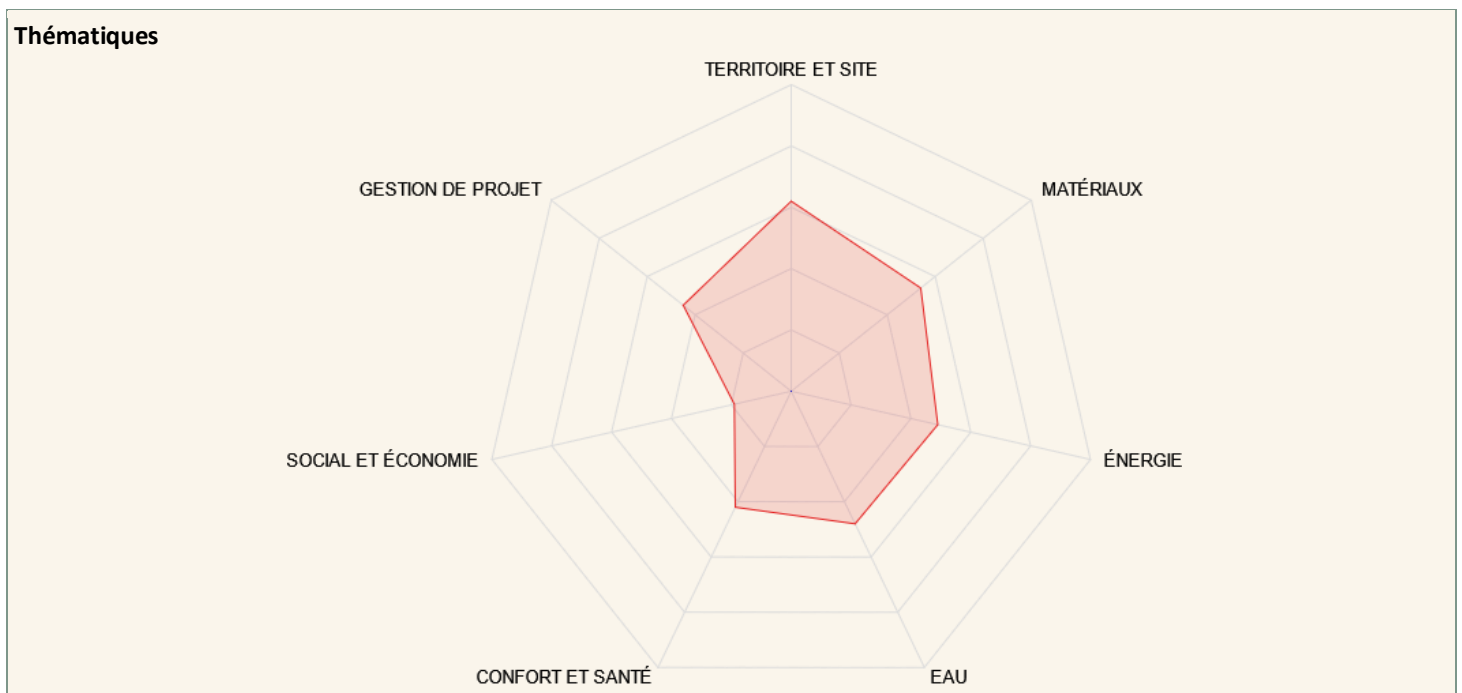 Thématiques
TERRITOIRE ET SITE
GESTION DE PROJET
MATÉRIAUX
SOCIAL ET ÉCONOMIE
ÉNERGIE
CONFORT ET SANTÉ
EAU